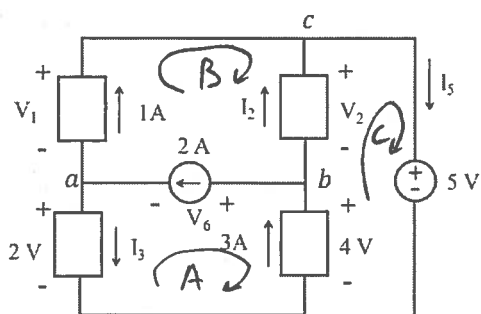 c
+ B + I5
V1 1A I2 V2
- 2 A - C + 5 V
a b -
+ - V6 + +
2 V I3 3A 4 V
- A -